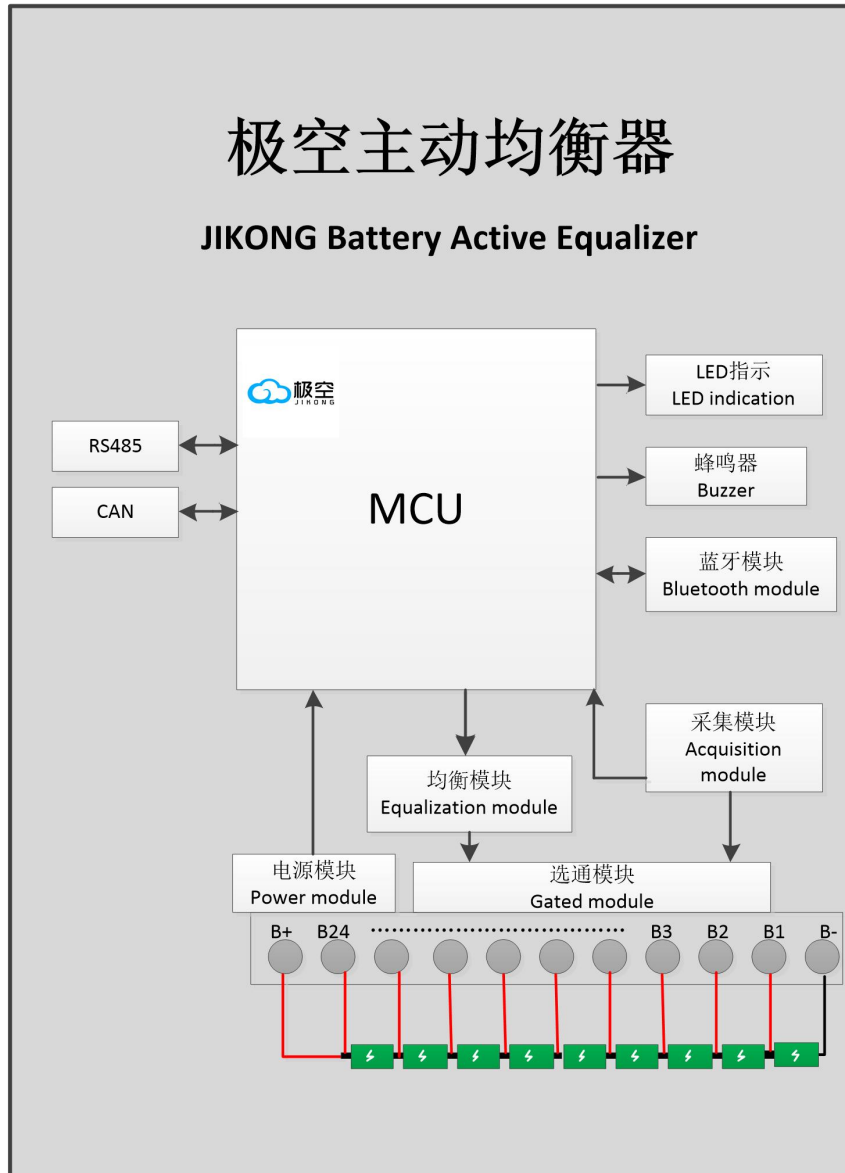 极空主动均衡器
JIKONG Battery Active Equalizer
极空
JIKONG
MCU
RS485
CAN
LED指示
LED indication
蜂鸣器
Buzzer
蓝牙模块
Bluetooth module
采集模块
Acquisition
module
均衡模块
Equalization module
电源模块
Power module
选通模块
Gated module
B+ B24 ........................... B3 B2 B1 B-